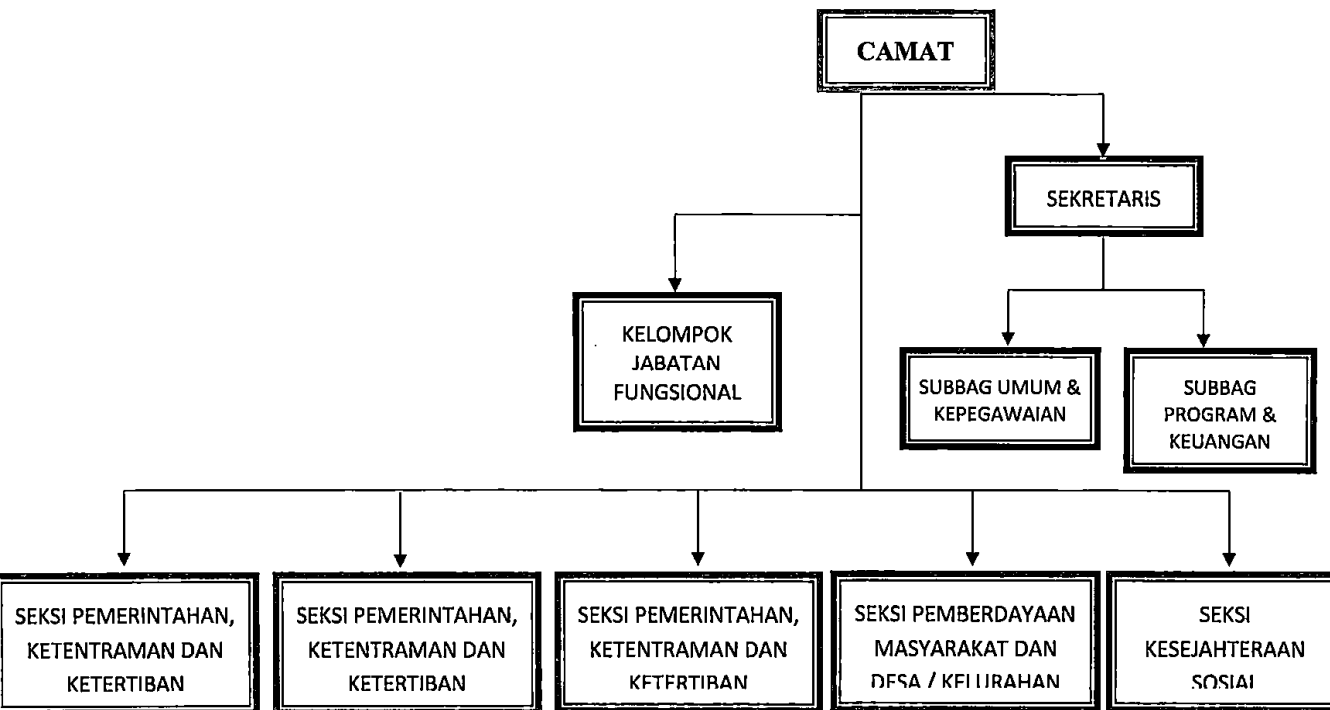 CAMAT
SEKRETARIS
KELOMPOK
JABATAN
FUNGSIONAL
SUBBAG UMUM &
KEPEGAWAIAN
SUBBAG
PROGRAM &
KEUANGAN
SEKSI PEMERINTAHAN,
KETENTRAMAN DAN
KETERTIBAN
SEKSI PEMERINTAHAN,
KETENTRAMAN DAN
KETERTIBAN
SEKSI PEMERINTAHAN,
KETENTRAMAN DAN
KETERTIBAN
SEKSI PEMBERDAYAAN
MASYARAKAT DAN
DESA / KELURAHAN
SEKSI
KESEJAHTERAAN
SOSIAL